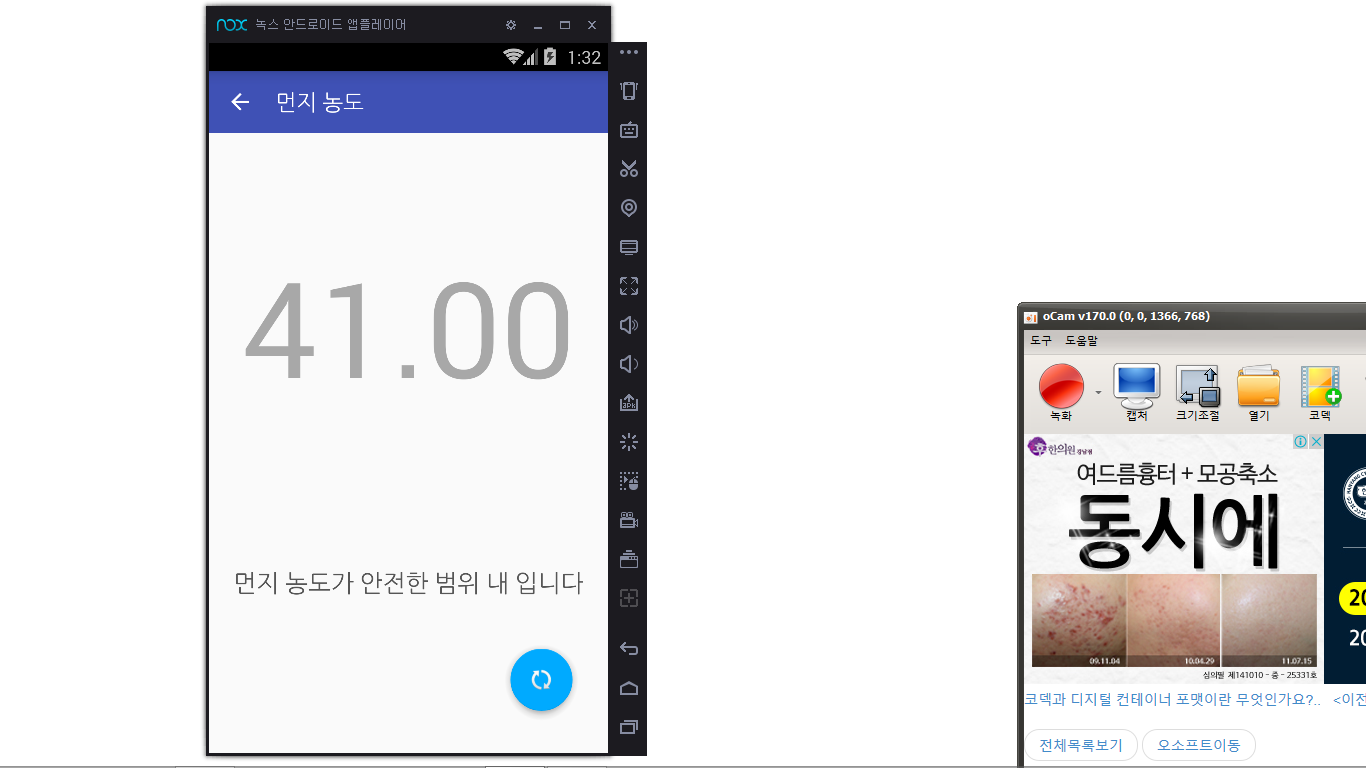 nox 녹스 안드로이드 앱플레이어
1:32
먼지 농도
41.00
먼지 농도가 안전한 범위 내 입니다
apk
oCam v170.0 (0, 0, 1366, 768)
도구 도움말
녹화 캡처 크기조절 열기 코덱
한의원 강남점
여드름흉터 + 모공축소
동시에
09.11.04 10.04.29 11.07.15
심의필 제141010 - 중 - 25331호
20
20
코덱과 디지털 컨테이너 포맷이란 무엇인가요?.. <이전
전체목록보기 오소프트이동